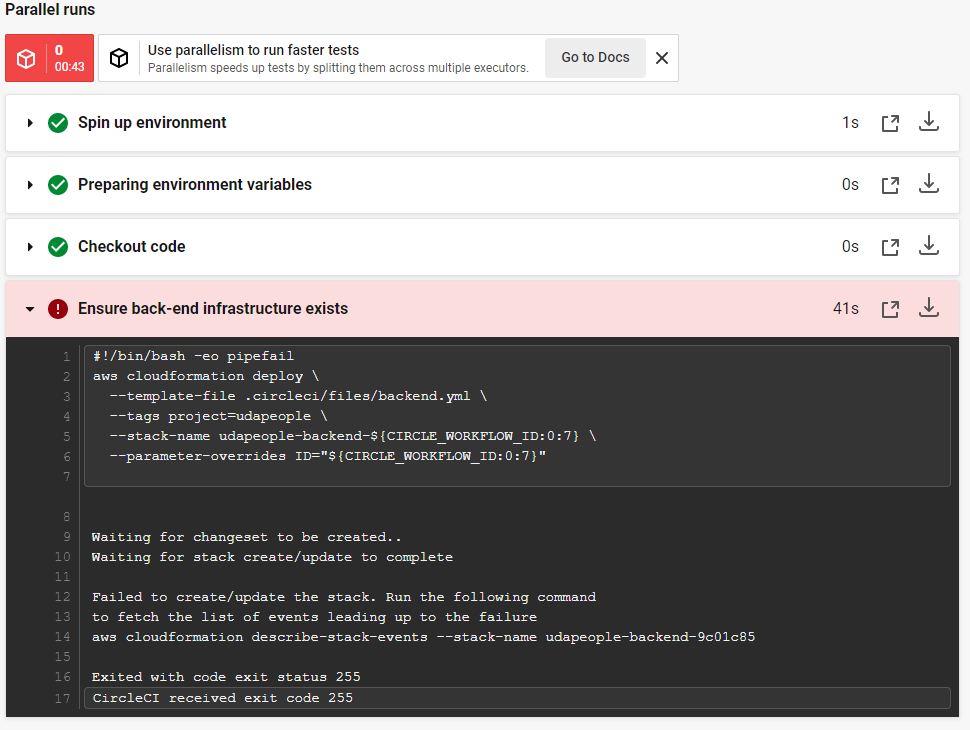 Parallel runs
0
00:43
Use parallelism to run faster tests
Parallelism speeds up tests by splitting them across multiple executors.
Go to Docs
Spin up environment
1s
Preparing environment variables
0s
Checkout code
0s
Ensure back-end infrastructure exists
41s
1 #!/bin/bash -eo pipefail
2 aws cloudformation deploy \
3   --template-file .circleci/files/backend.yml \
4   --tags project=udapeople \
5   --stack-name udapeople-backend-${CIRCLE_WORKFLOW_ID:0:7} \
6   --parameter-overrides ID="${CIRCLE_WORKFLOW_ID:0:7}"
7
8
9 Waiting for changeset to be created..
10 Waiting for stack create/update to complete
11
12 Failed to create/update the stack. Run the following command
13 to fetch the list of events leading up to the failure
14 aws cloudformation describe-stack-events --stack-name udapeople-backend-9c01c85
15
16 Exited with code exit status 255
17 CircleCI received exit code 255